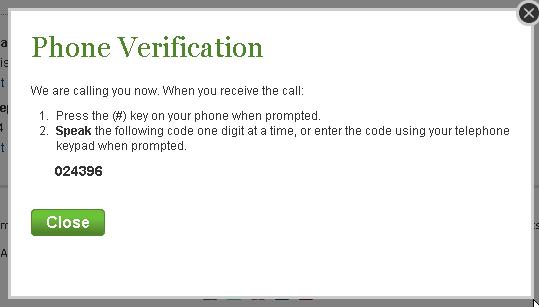 Phone Verification
We are calling you now. When you receive the call:
1. Press the (#) key on your phone when prompted.
2. Speak the following code one digit at a time, or enter the code using your telephone
keypad when prompted.
024396
Close